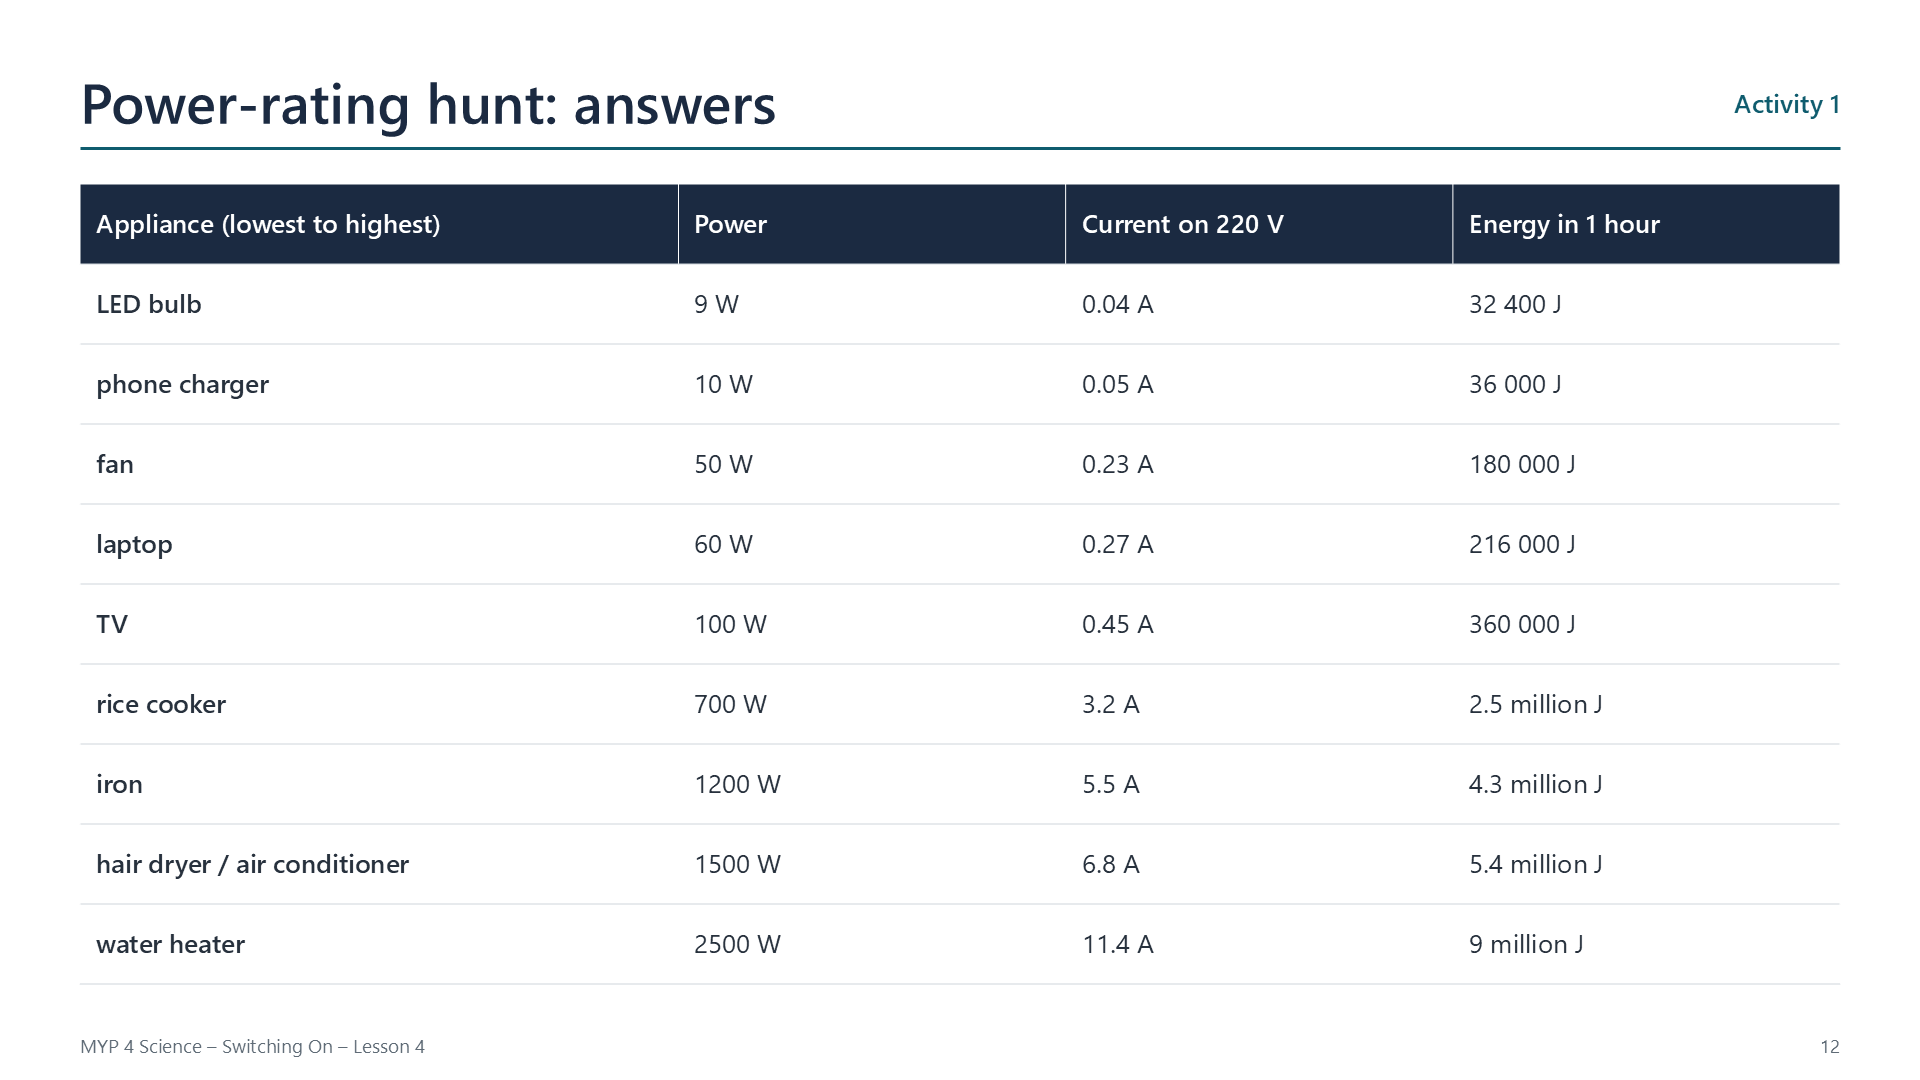 Power-rating hunt: answers
Activity 1
Appliance (lowest to highest) Power Current on 220 V Energy in 1 hour
LED bulb 9 W 0.04 A 32 400 J
phone charger 10 W 0.05 A 36 000 J
fan 50 W 0.23 A 180 000 J
laptop 60 W 0.27 A 216 000 J
TV 100 W 0.45 A 360 000 J
rice cooker 700 W 3.2 A 2.5 million J
iron 1200 W 5.5 A 4.3 million J
hair dryer / air conditioner 1500 W 6.8 A 5.4 million J
water heater 2500 W 11.4 A 9 million J
MYP 4 Science – Switching On – Lesson 4
12